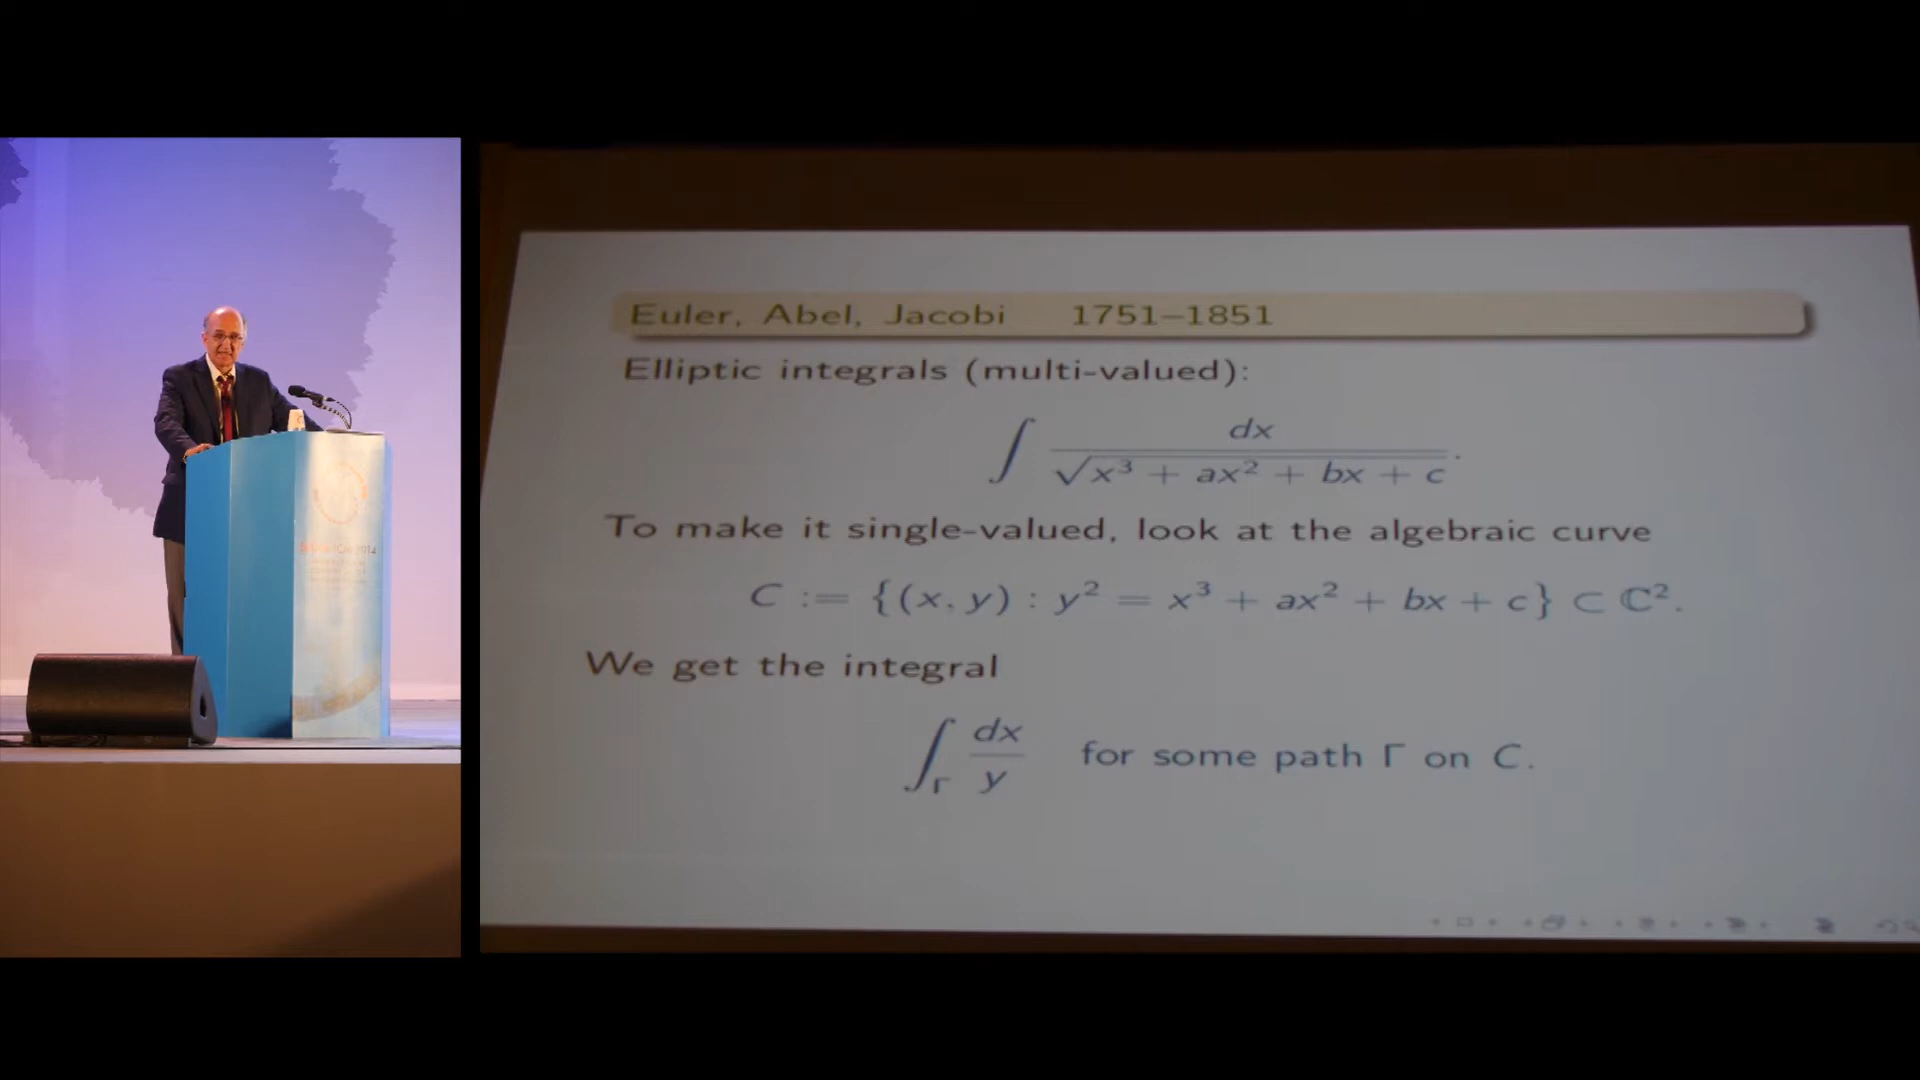 Euler, Abel, Jacobi 1751–1851
Elliptic integrals (multi-valued):
∫ dx / √(x³ + ax² + bx + c).
To make it single-valued, look at the algebraic curve
C := {(x, y) : y² = x³ + ax² + bx + c} ⊂ ℂ².
We get the integral
∫_Γ dx / y for some path Γ on C.